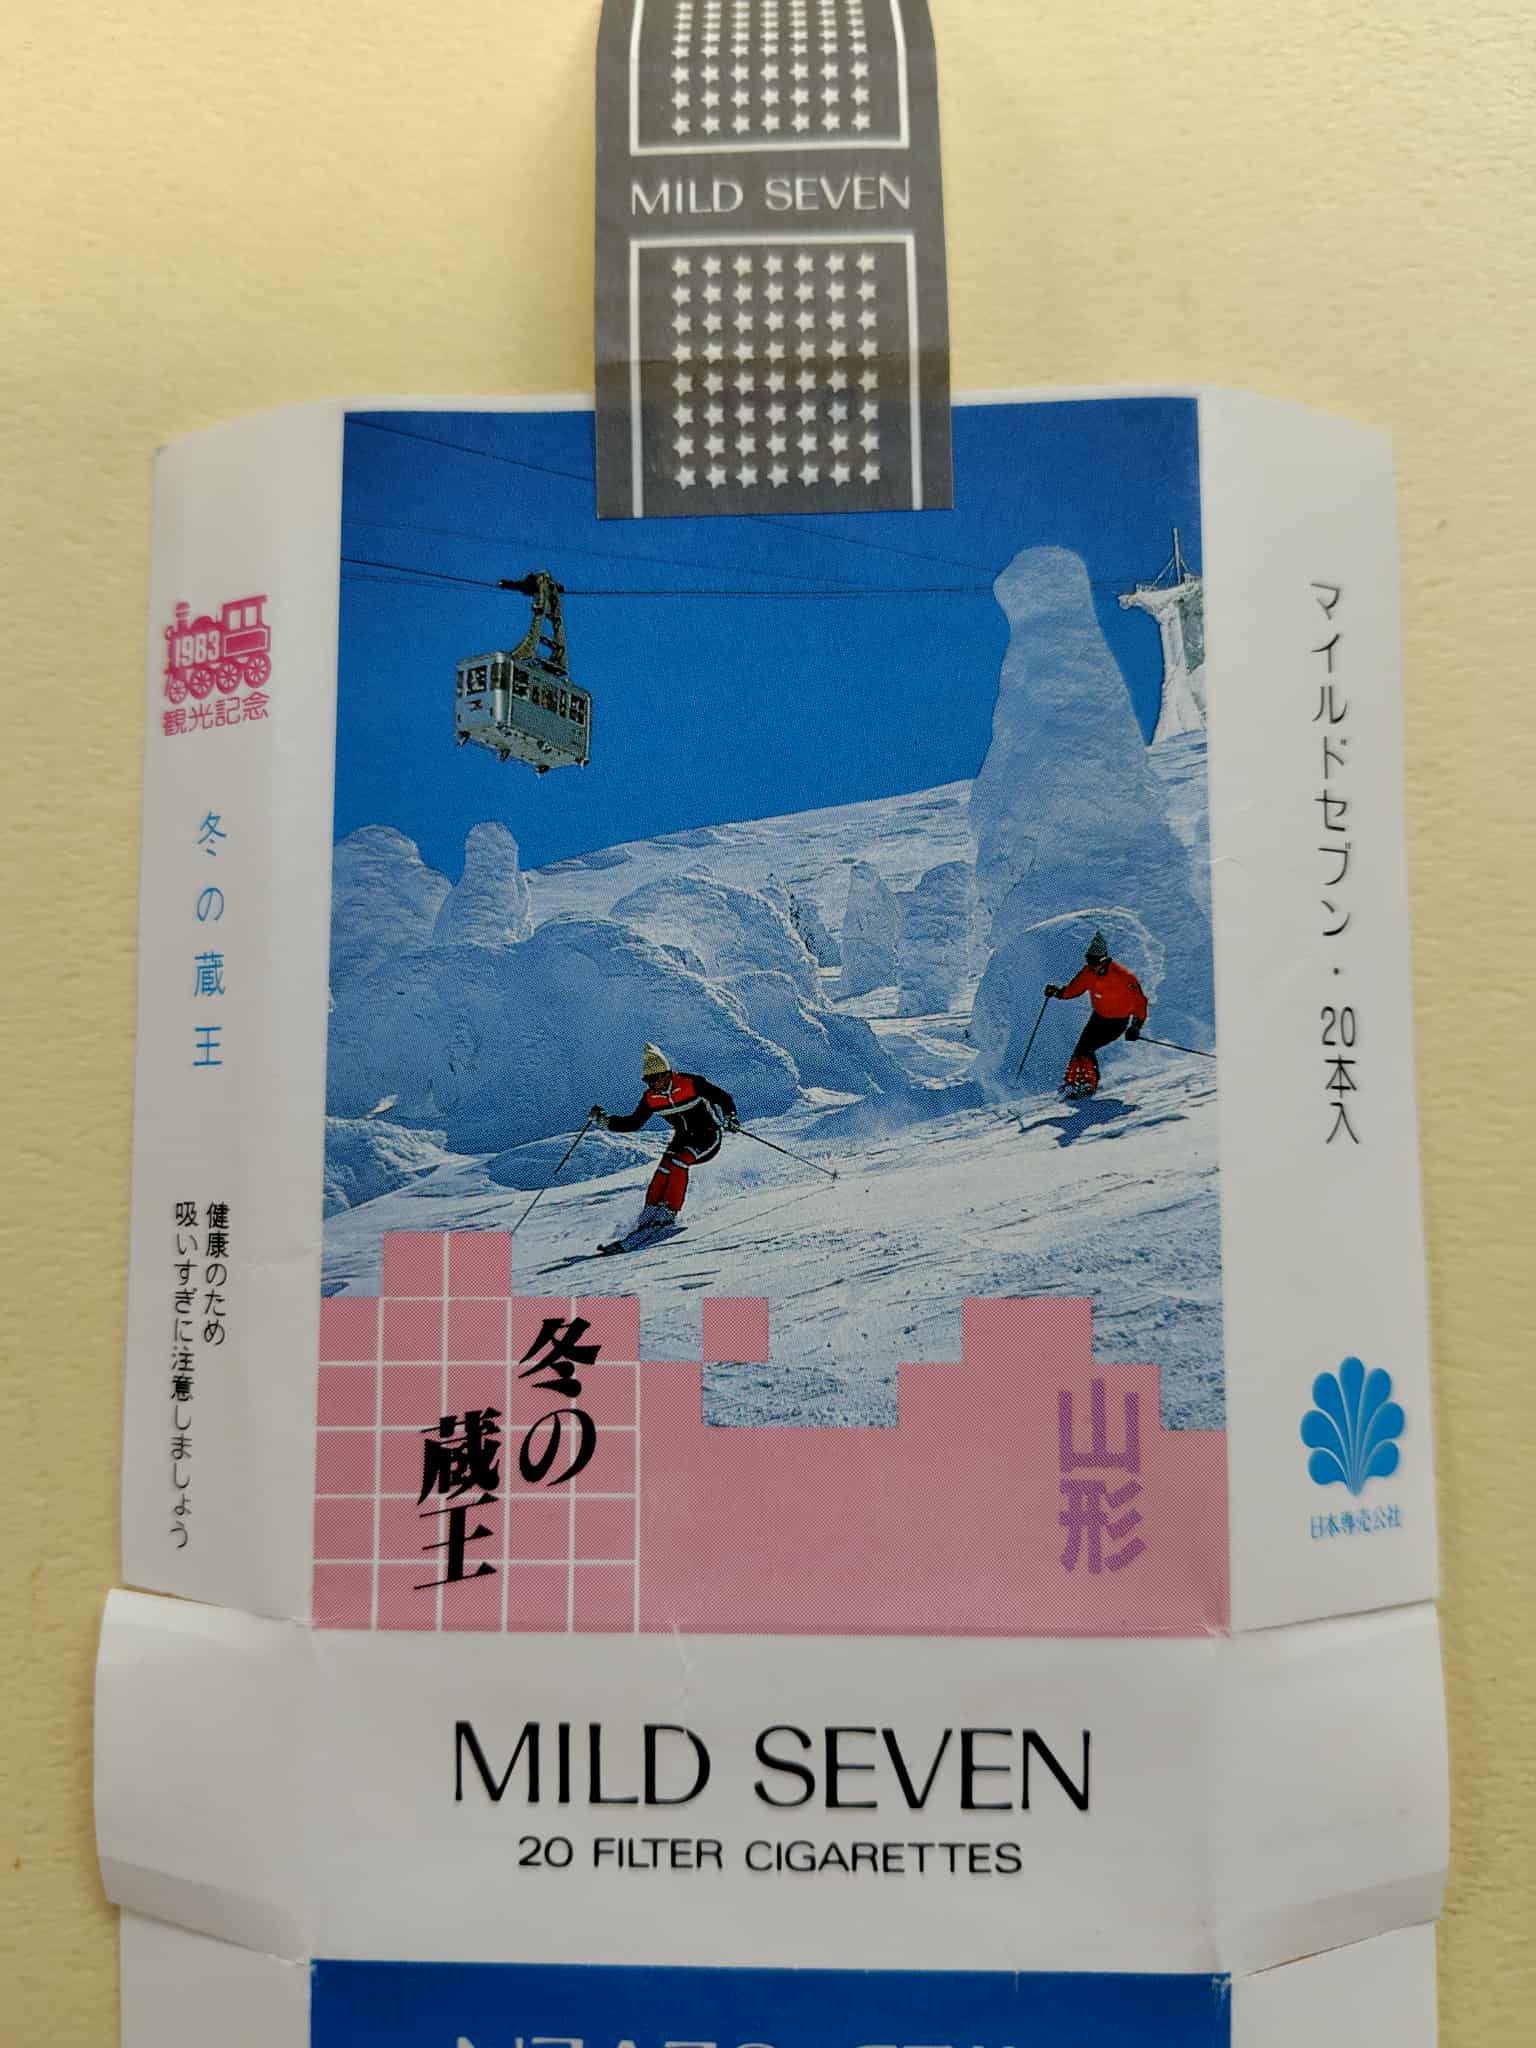 MILD SEVEN
1983
観光記念
冬の蔵王
健康のため
吸いすぎに注意しましょう
冬の
蔵王
山形
マイルドセブン・20本入
日本専売公社
MILD SEVEN
20 FILTER CIGARETTES